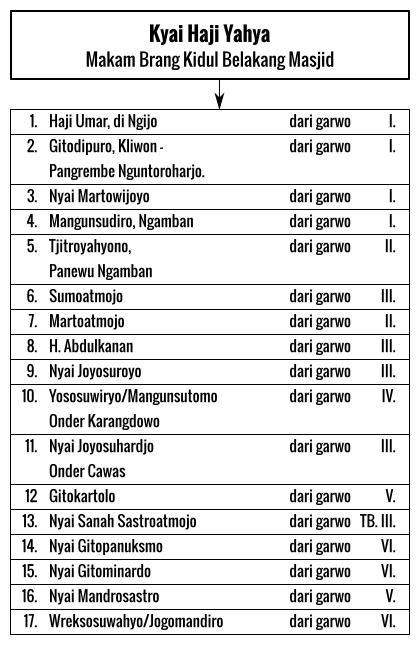 Kyai Haji Yahya
Makam Brang Kidul Belakang Masjid
1. Haji Umar, di Ngijo dari garwo I.
2. Gitodipuro, Kliwon - dari garwo I.
Pangrembe Nguntoroharjo.
3. Nyai Martowijoyo dari garwo I.
4. Mangunsudiro, Ngamban dari garwo I.
5. Tjitroyahyono, dari garwo II.
Panewu Ngamban
6. Sumoatmojo dari garwo III.
7. Martoatmojo dari garwo II.
8. H. Abdulkanan dari garwo III.
9. Nyai Joyosuroyo dari garwo III.
10. Yososuwiryo/Mangunsutomo dari garwo IV.
Onder Karangdowo
11. Nyai Joyosuhardjo dari garwo III.
Onder Cawas
12 Gitokartolo dari garwo V.
13. Nyai Sanah Sastroatmojo dari garwo TB. III.
14. Nyai Gitopanuksmo dari garwo VI.
15. Nyai Gitominardo dari garwo VI.
16. Nyai Mandrosastro dari garwo V.
17. Wreksosuwahyo/Jogomandiro dari garwo VI.